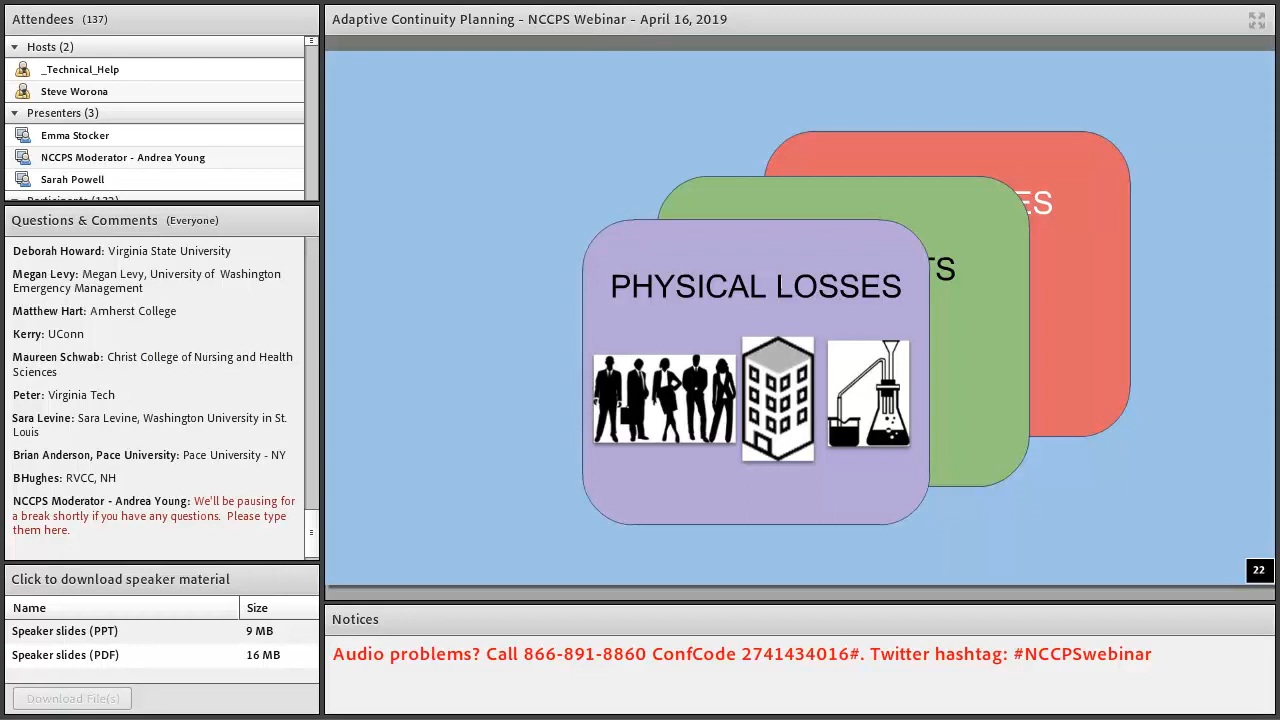 Attendees (137)
Hosts (2)
_Technical_Help
Steve Worona
Presenters (3)
Emma Stocker
NCCPS Moderator - Andrea Young
Sarah Powell
Questions & Comments (Everyone)
Deborah Howard: Virginia State University
Megan Levy: Megan Levy, University of Washington
Emergency Management
Matthew Hart: Amherst College
Kerry: UConn
Maureen Schwab: Christ College of Nursing and Health
Sciences
Peter: Virginia Tech
Sara Levine: Sara Levine, Washington University in St.
Louis
Brian Anderson, Pace University: Pace University - NY
BHughes: RVCC, NH
NCCPS Moderator - Andrea Young: We'll be pausing for
a break shortly if you have any questions. Please type
them here.
Click to download speaker material
Name Size
Speaker slides (PPT) 9 MB
Speaker slides (PDF) 16 MB
Download File(s)
Adaptive Continuity Planning - NCCPS Webinar - April 16, 2019
ES
TS
PHYSICAL LOSSES
22
Notices
Audio problems? Call 866-891-8860 ConfCode 2741434016#. Twitter hashtag: #NCCPSwebinar